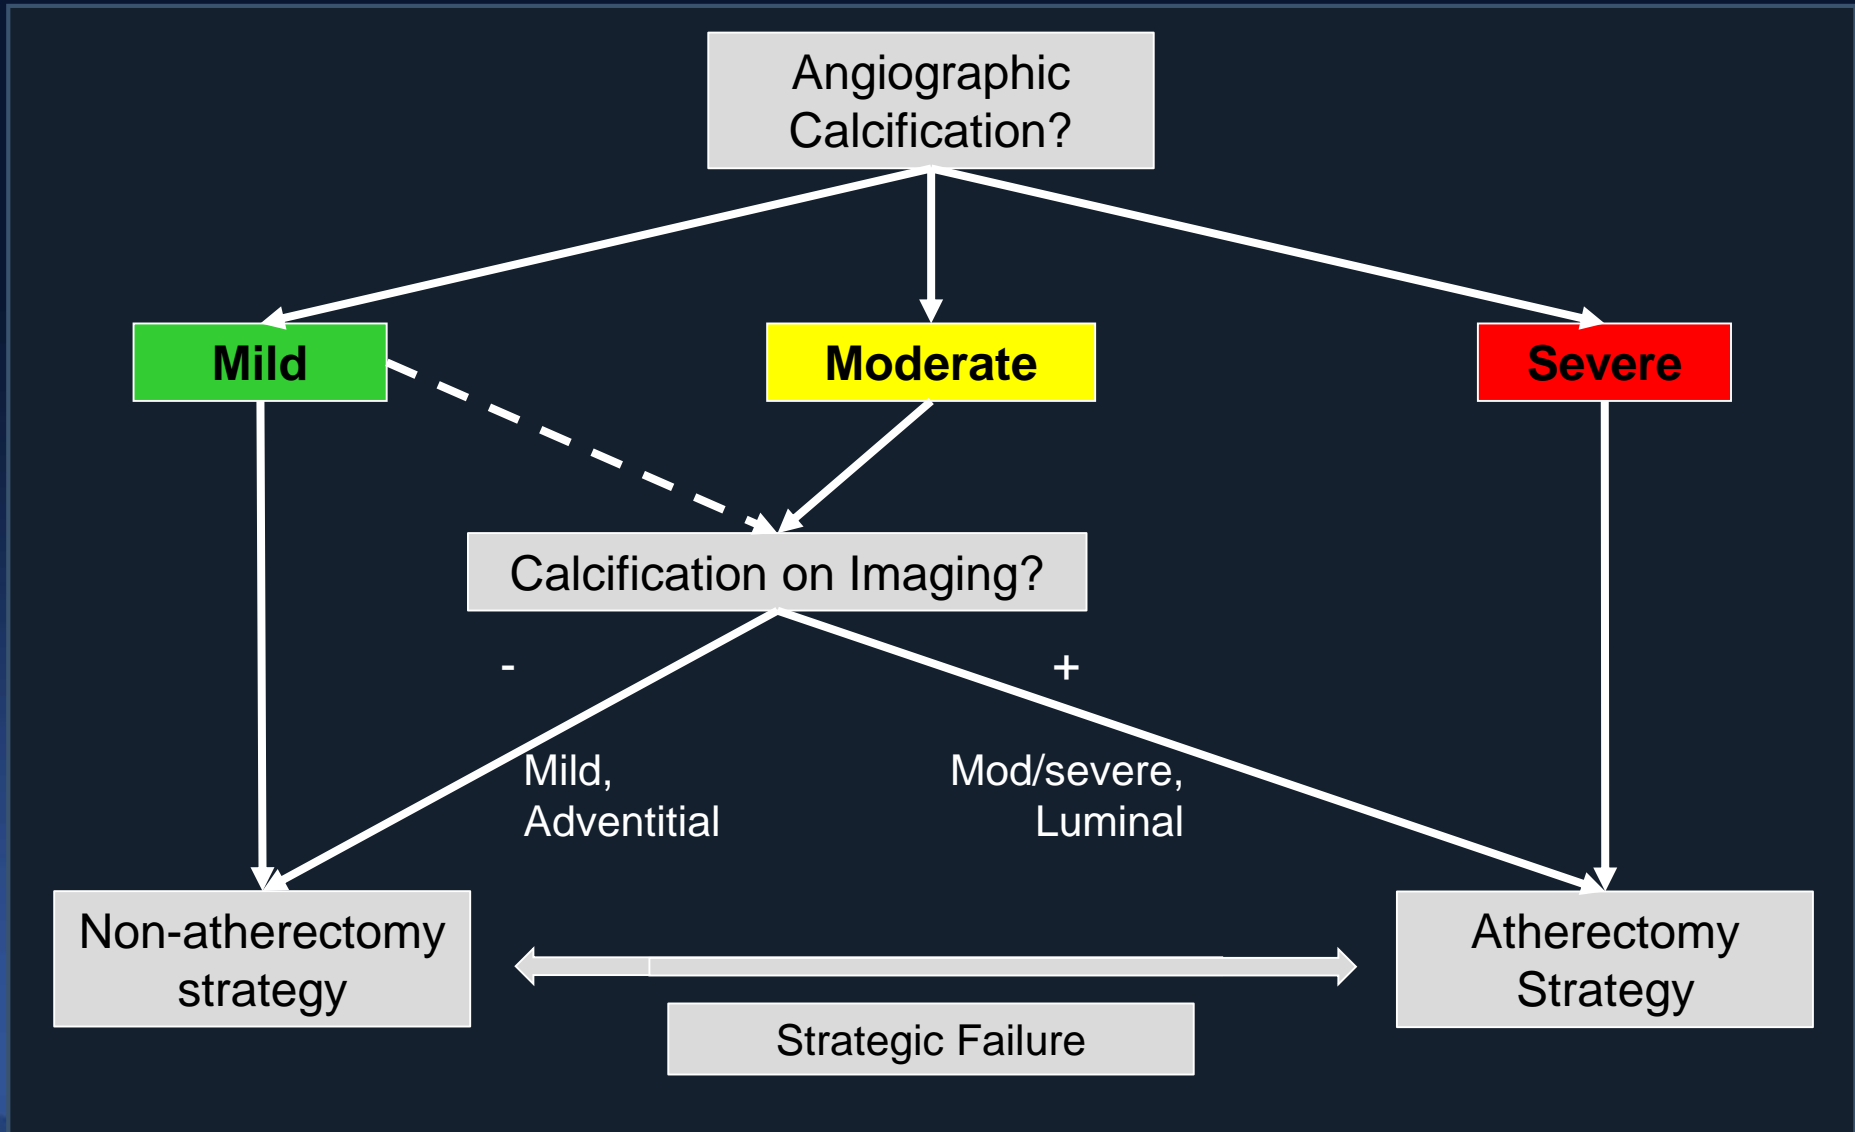 Angiographic
Calcification?
Mild
Moderate
Severe
Calcification on Imaging?
-
+
Mild,
Adventitial
Mod/severe,
Luminal
Non-atherectomy
strategy
Atherectomy
Strategy
Strategic Failure